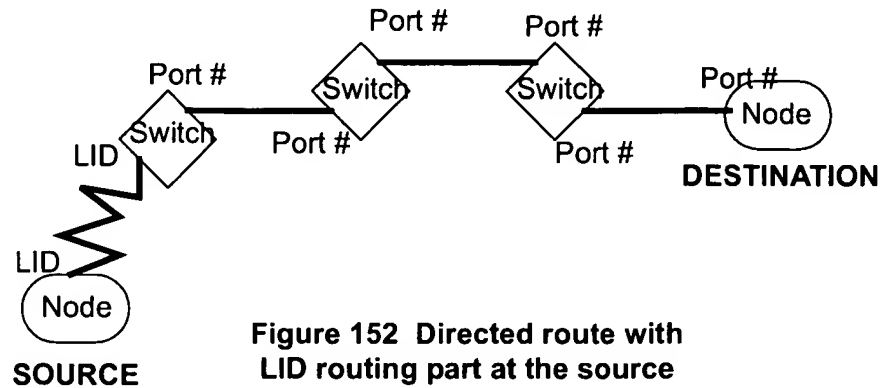 Port # Port #
Port # Switch Switch Port #
Switch Port # Node
LID Port #
DESTINATION
LID
Node
SOURCE
Figure 152 Directed route with
LID routing part at the source